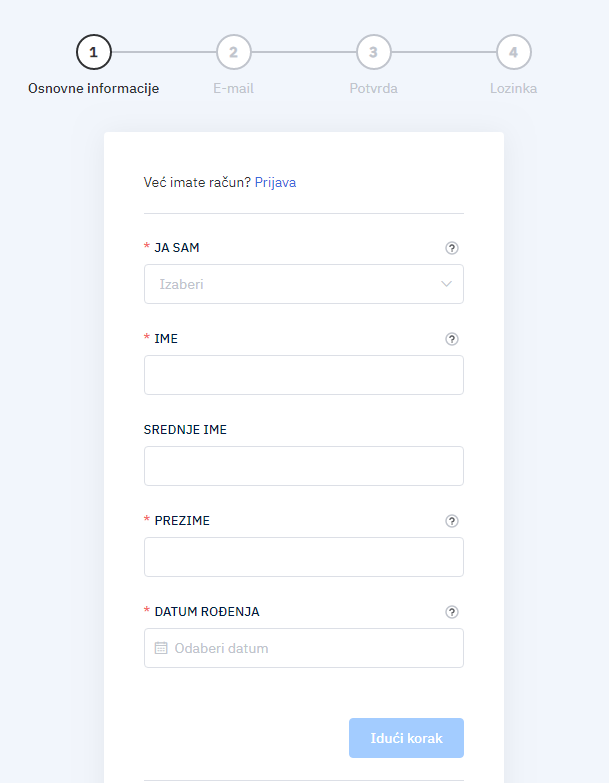 1
2
3
4
Osnovne informacije
E-mail
Potvrda
Lozinka
Već imate račun? Prijava
* JA SAM
?
Izaberi
* IME
?
SREDNJE IME
* PREZIME
?
* DATUM ROĐENJA
?
Odaberi datum
Idući korak